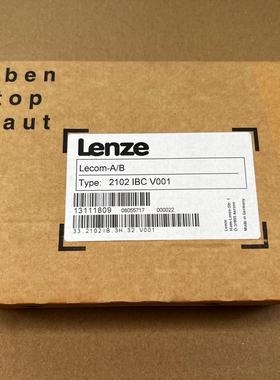 ben
top
aut
Lenze
Lecom-A/B
Type: 2102 IBC V001
13111809 06055717 000022
33.2102IB.3H.32.V001
Lenze
Made in Germany